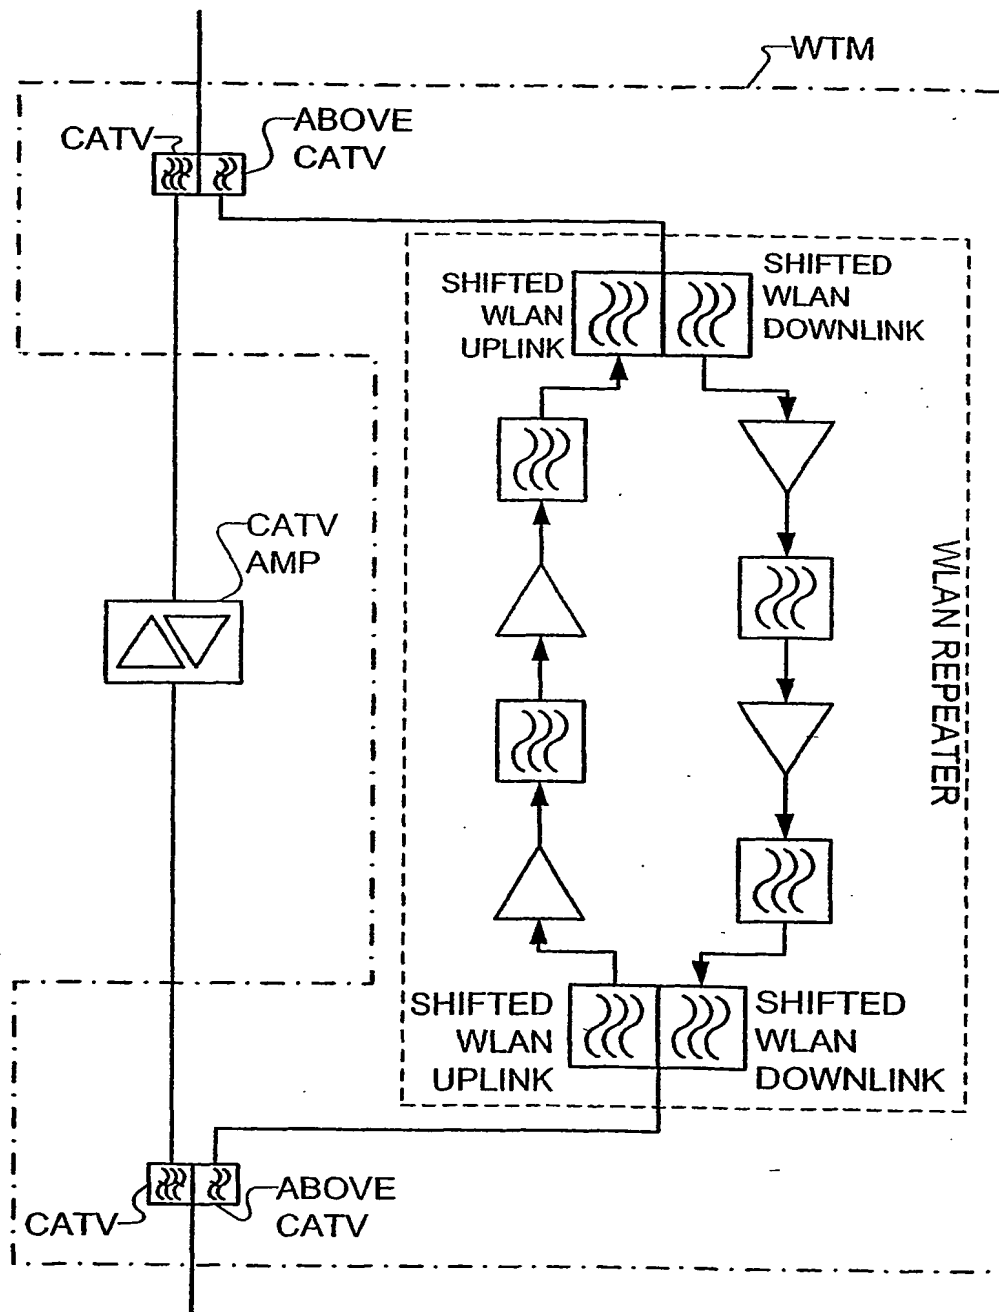 WTM
CATV
ABOVE
CATV
SHIFTED
WLAN
UPLINK
SHIFTED
WLAN
DOWNLINK
CATV
AMP
WLAN REPEATER
SHIFTED
WLAN
UPLINK
SHIFTED
WLAN
DOWNLINK
CATV
ABOVE
CATV